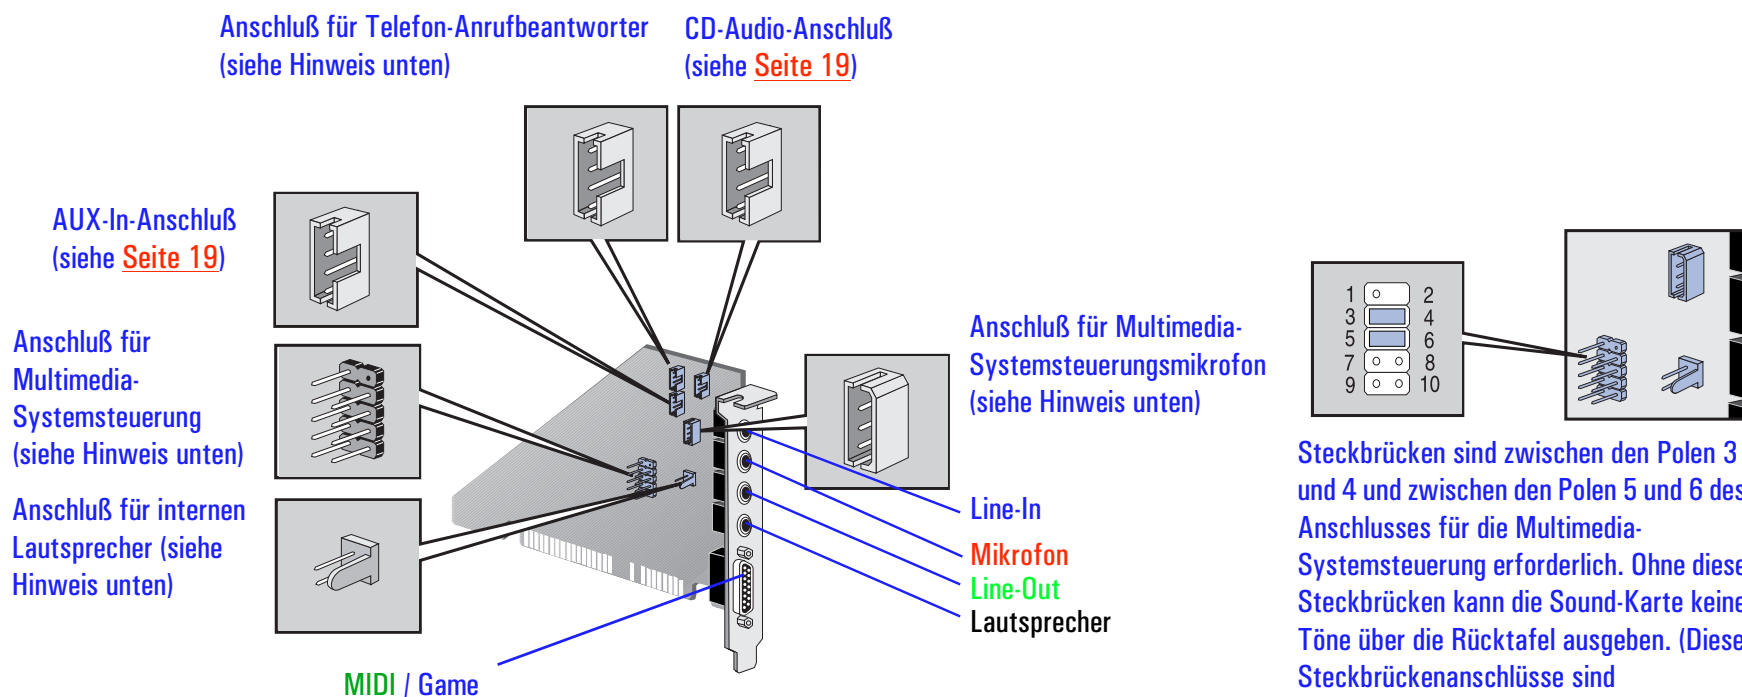 Anschluß für Telefon-Anrufbeantworter
(siehe Hinweis unten)
CD-Audio-Anschluß
(siehe Seite 19)
AUX-In-Anschluß
(siehe Seite 19)
Anschluß für
Multimedia-
Systemsteuerung
(siehe Hinweis unten)
Anschluß für internen
Lautsprecher (siehe
Hinweis unten)
MIDI / Game
Anschluß für Multimedia-
Systemsteuerungsmikrofon
(siehe Hinweis unten)
Line-In
Mikrofon
Line-Out
Lautsprecher
1 2
3 4
5 6
7 8
9 10
Steckbrücken sind zwischen den Polen 3
und 4 und zwischen den Polen 5 und 6 des
Anschlusses für die Multimedia-
Systemsteuerung erforderlich. Ohne diese
Steckbrücken kann die Sound-Karte keine
Töne über die Rücktafel ausgeben. (Diese
Steckbrückenanschlüsse sind